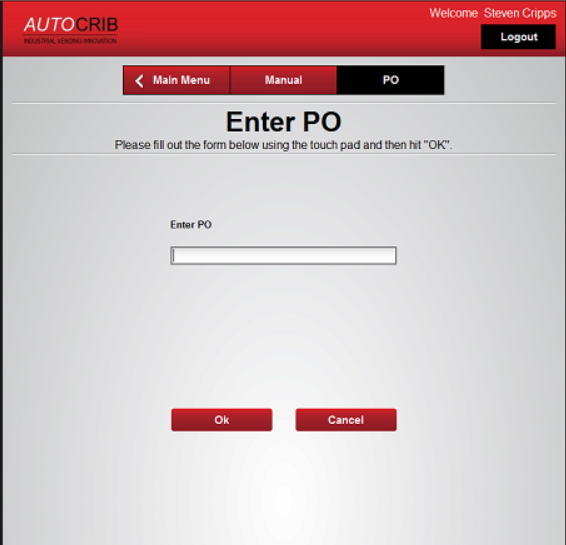 Welcome Steven Cripps
AUTOCRIB
INDUSTRIAL VENDING INNOVATION
Logout
Main Menu
Manual
PO
Enter PO
Please fill out the form below using the touch pad and then hit "OK".
Enter PO
Ok
Cancel